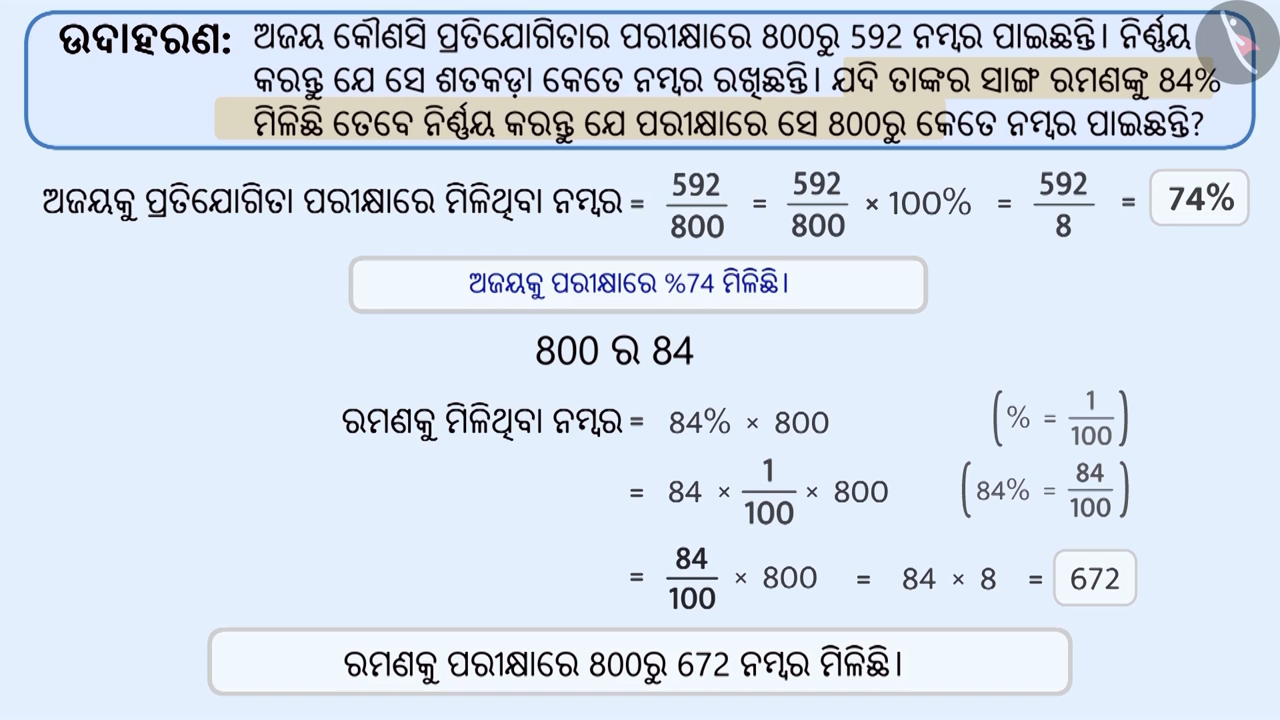 ଉଦାହରଣ: ଅଜୟ କୌଣସି ପ୍ରତିଯୋଗିତାର ପରୀକ୍ଷାରେ 800ରୁ 592 ନମ୍ବର ପାଇଛନ୍ତି। ନିର୍ଣ୍ଣୟ
କରନ୍ତୁ ଯେ ସେ ଶତକଡ଼ା କେତେ ନମ୍ବର ରଖିଛନ୍ତି। ଯଦି ତାଙ୍କର ସାଙ୍ଗ ରମଣଙ୍କୁ 84%
ମିଳିଛି ତେବେ ନିର୍ଣ୍ଣୟ କରନ୍ତୁ ଯେ ପରୀକ୍ଷାରେ ସେ 800ରୁ କେତେ ନମ୍ବର ପାଇଛନ୍ତି?
ଅଜୟକୁ ପ୍ରତିଯୋଗିତା ପରୀକ୍ଷାରେ ମିଳିଥିବା ନମ୍ବର = 592/800 = 592/800 × 100% = 592/8 = 74%
ଅଜୟକୁ ପରୀକ୍ଷାରେ %74 ମିଳିଛି।
800 ର 84
ରମଣକୁ ମିଳିଥିବା ନମ୍ବର = 84% × 800 (% = 1/100)
= 84 × 1/100 × 800 (84% = 84/100)
= 84/100 × 800 = 84 × 8 = 672
ରମଣକୁ ପରୀକ୍ଷାରେ 800ରୁ 672 ନମ୍ବର ମିଳିଛି।